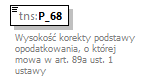 tns:P_68
Wysokość korekty podstawy
opodatkowania, o której
mowa w art. 89a ust. 1
ustawy